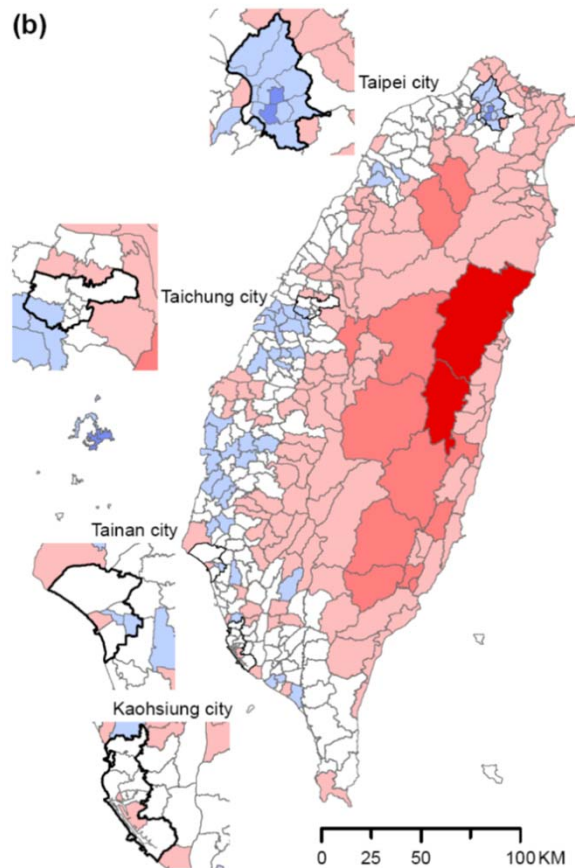 (b)
Taipei city
Taichung city
Tainan city
Kaohsiung city
0 25 50 100 KM